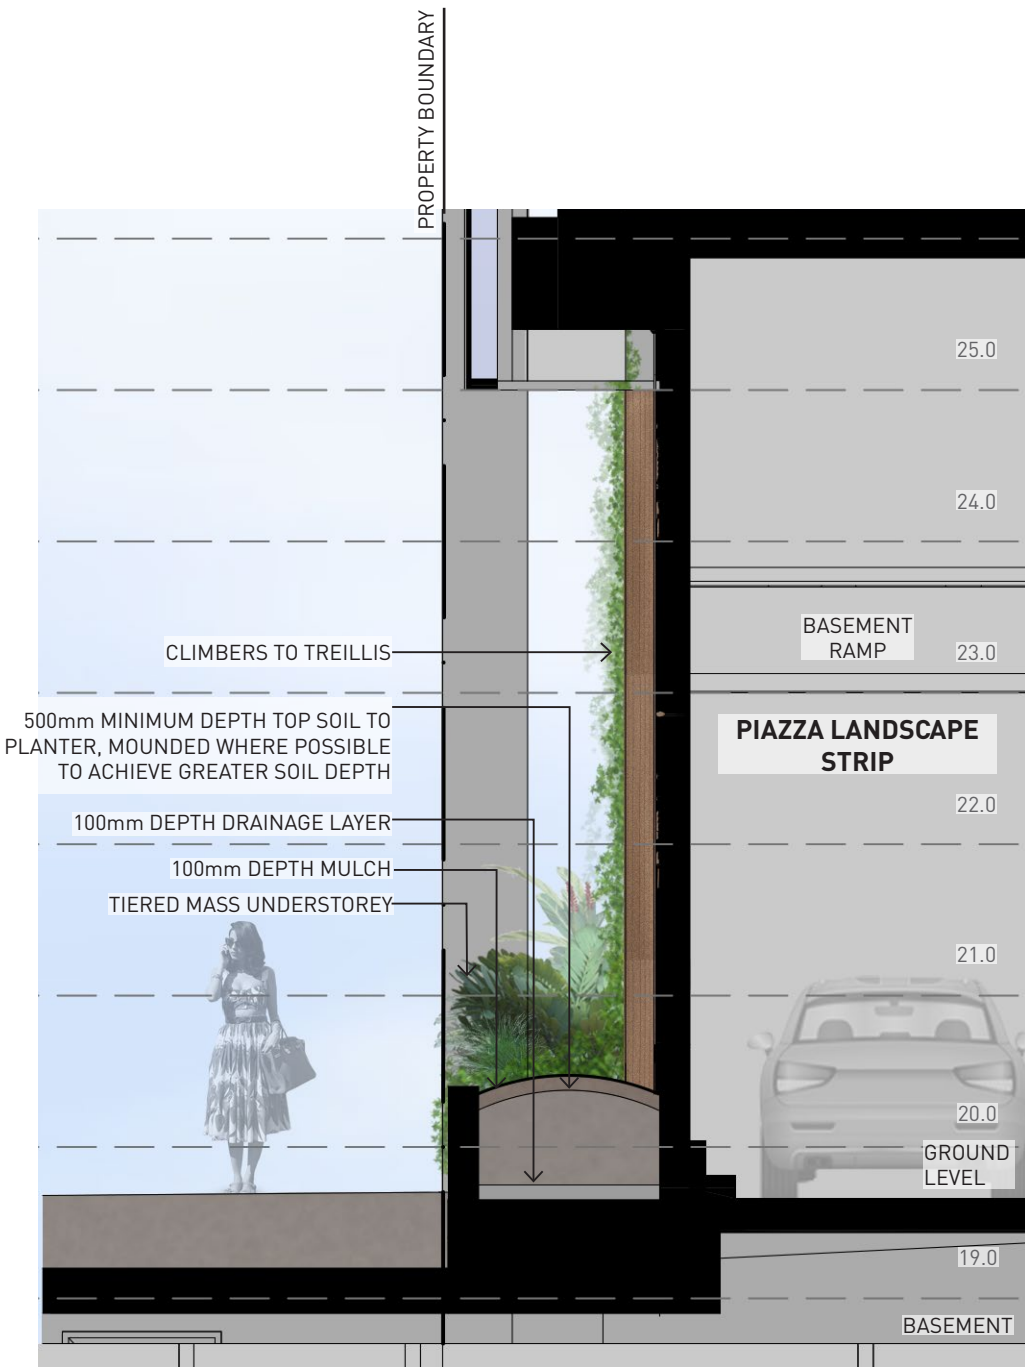 PROPERTY BOUNDARY
25.0
24.0
CLIMBERS TO TREILLIS
BASEMENT
RAMP
23.0
500mm MINIMUM DEPTH TOP SOIL TO
PLANTER, MOUNDED WHERE POSSIBLE
TO ACHIEVE GREATER SOIL DEPTH
PIAZZA LANDSCAPE
STRIP
22.0
100mm DEPTH DRAINAGE LAYER
100mm DEPTH MULCH
TIERED MASS UNDERSTOREY
21.0
20.0
GROUND
LEVEL
19.0
BASEMENT